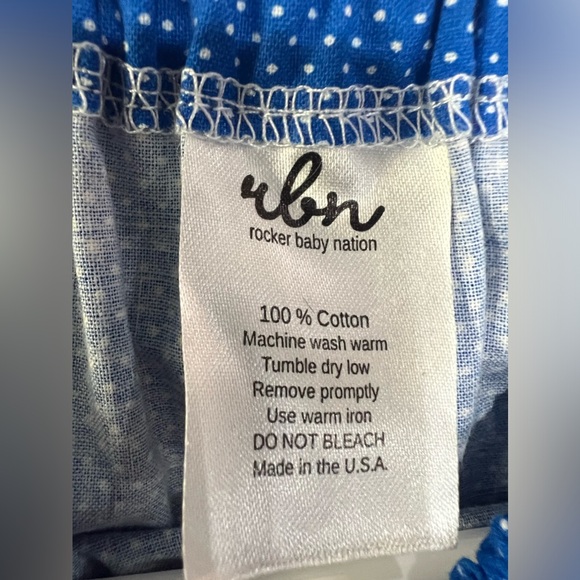 rbn
rocker baby nation
100 % Cotton
Machine wash warm
Tumble dry low
Remove promptly
Use warm iron
DO NOT BLEACH
Made in the U.S.A.